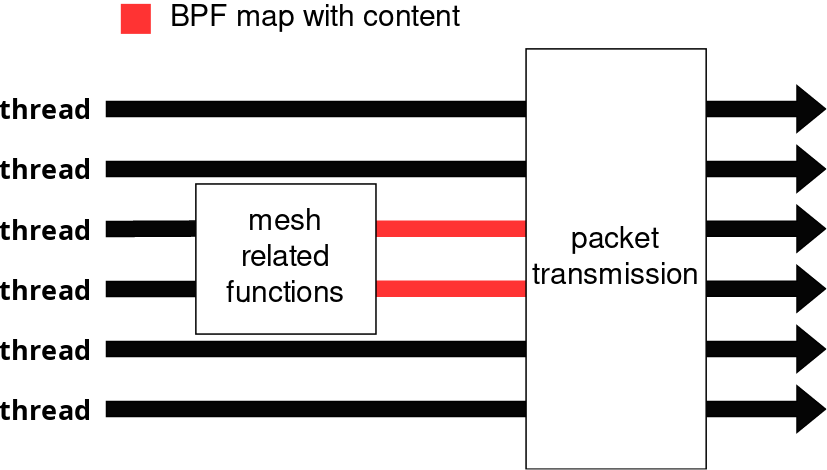 BPF map with content
thread
thread
thread
thread
thread
thread
mesh
related
functions
packet
transmission